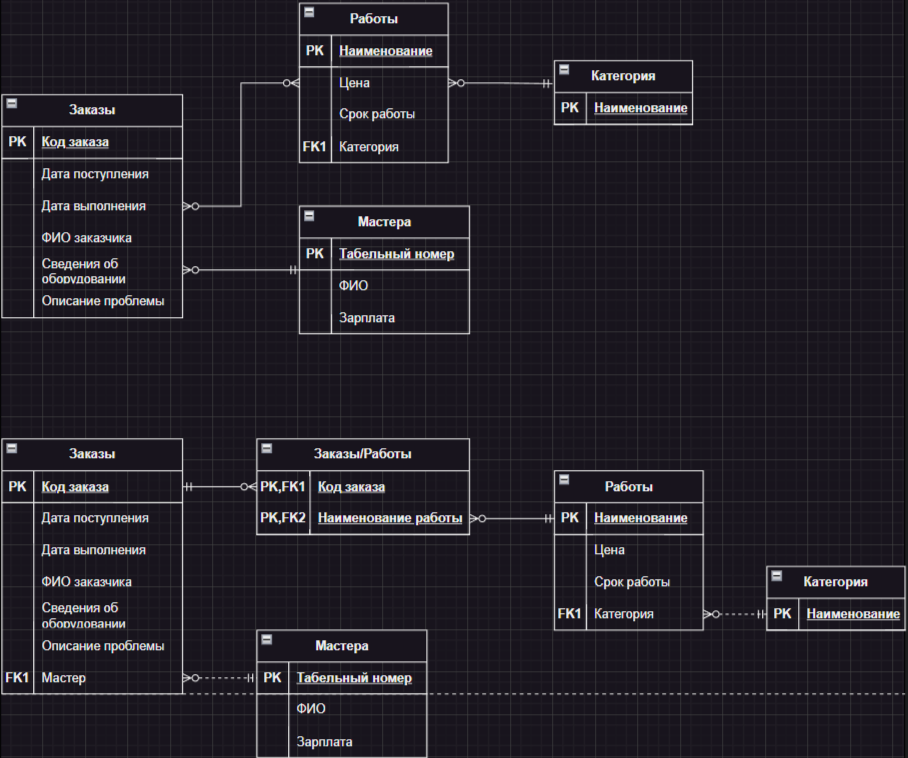 Работы
PK Наименование
Цена
Срок работы
FK1 Категория
Категория
PK Наименование
Заказы
PK Код заказа
Дата поступления
Дата выполнения
ФИО заказчика
Сведения об
оборудовании
Описание проблемы
Мастера
PK Табельный номер
ФИО
Зарплата
Заказы
PK Код заказа
Дата поступления
Дата выполнения
ФИО заказчика
Сведения об
оборудовании
Описание проблемы
FK1 Мастер
Заказы/Работы
PK,FK1 Код заказа
PK,FK2 Наименование работы
Работы
PK Наименование
Цена
Срок работы
FK1 Категория
Категория
PK Наименование
Мастера
PK Табельный номер
ФИО
Зарплата